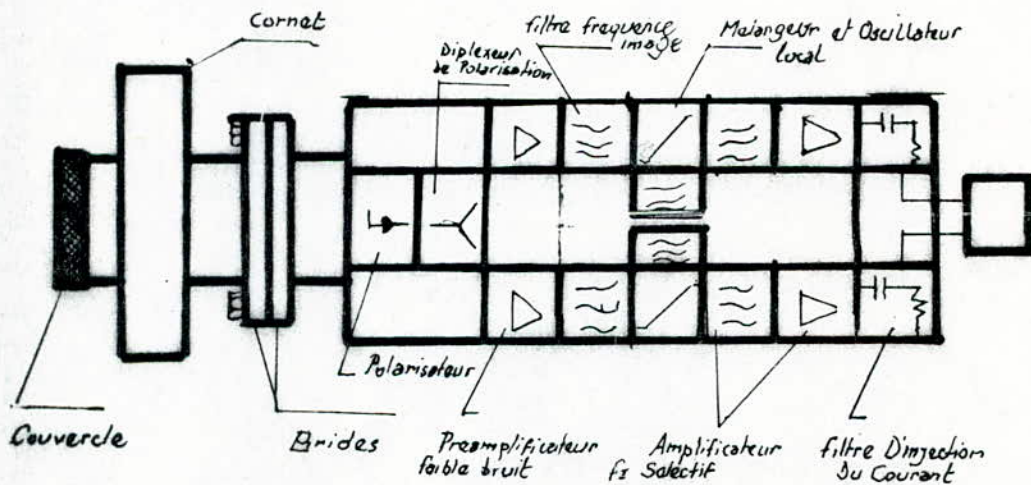 Cornet
filtre frequence
image
Melangeur et Oscillateur
local
Diplexeur
de Polarisation
Polarisateur
Couvercle
Brides
Preamplificateur
faible bruit
Amplificateur
fI Selectif
filtre D'injection
Du Courant